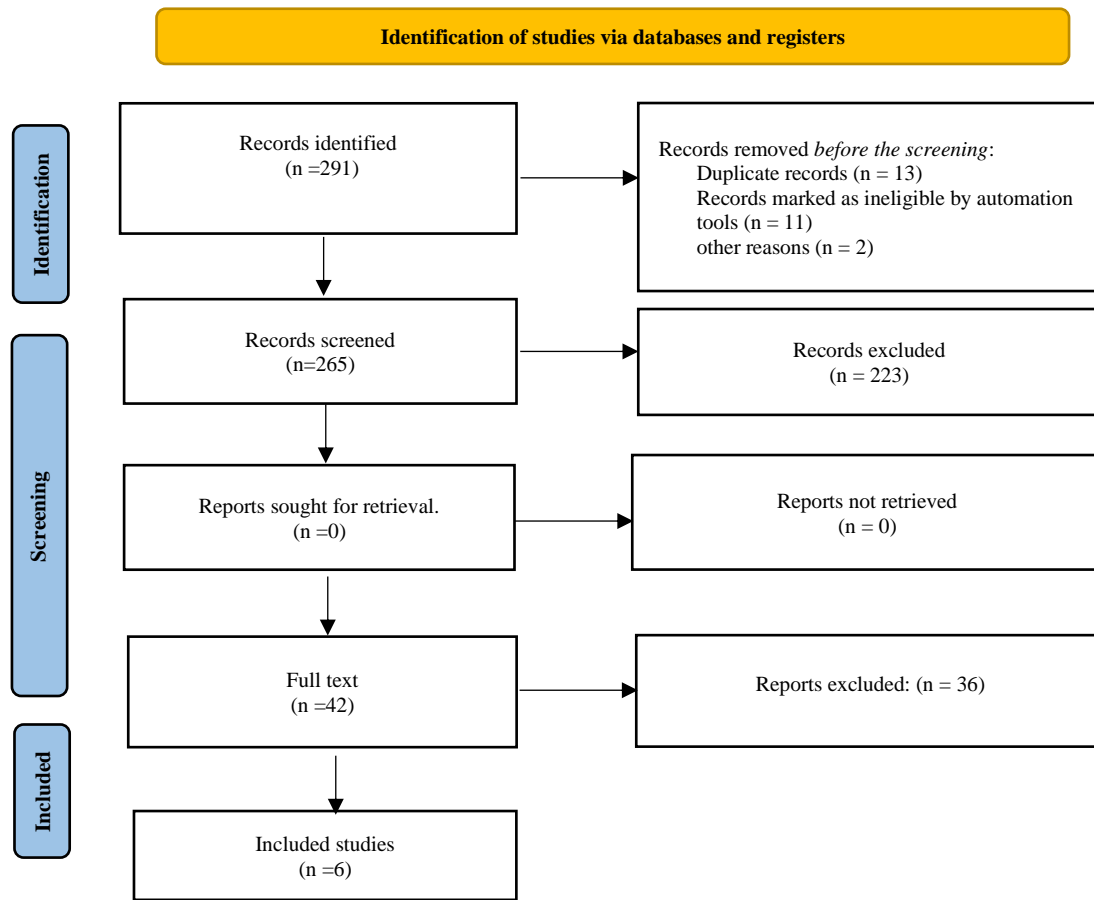 Identification of studies via databases and registers
Identification
Records identified
(n =291)
Records removed before the screening:
Duplicate records (n = 13)
Records marked as ineligible by automation
tools (n = 11)
other reasons (n = 2)
Screening
Records screened
(n=265)
Records excluded
(n = 223)
Reports sought for retrieval.
(n =0)
Reports not retrieved
(n = 0)
Full text
(n =42)
Reports excluded: (n = 36)
Included
Included studies
(n =6)